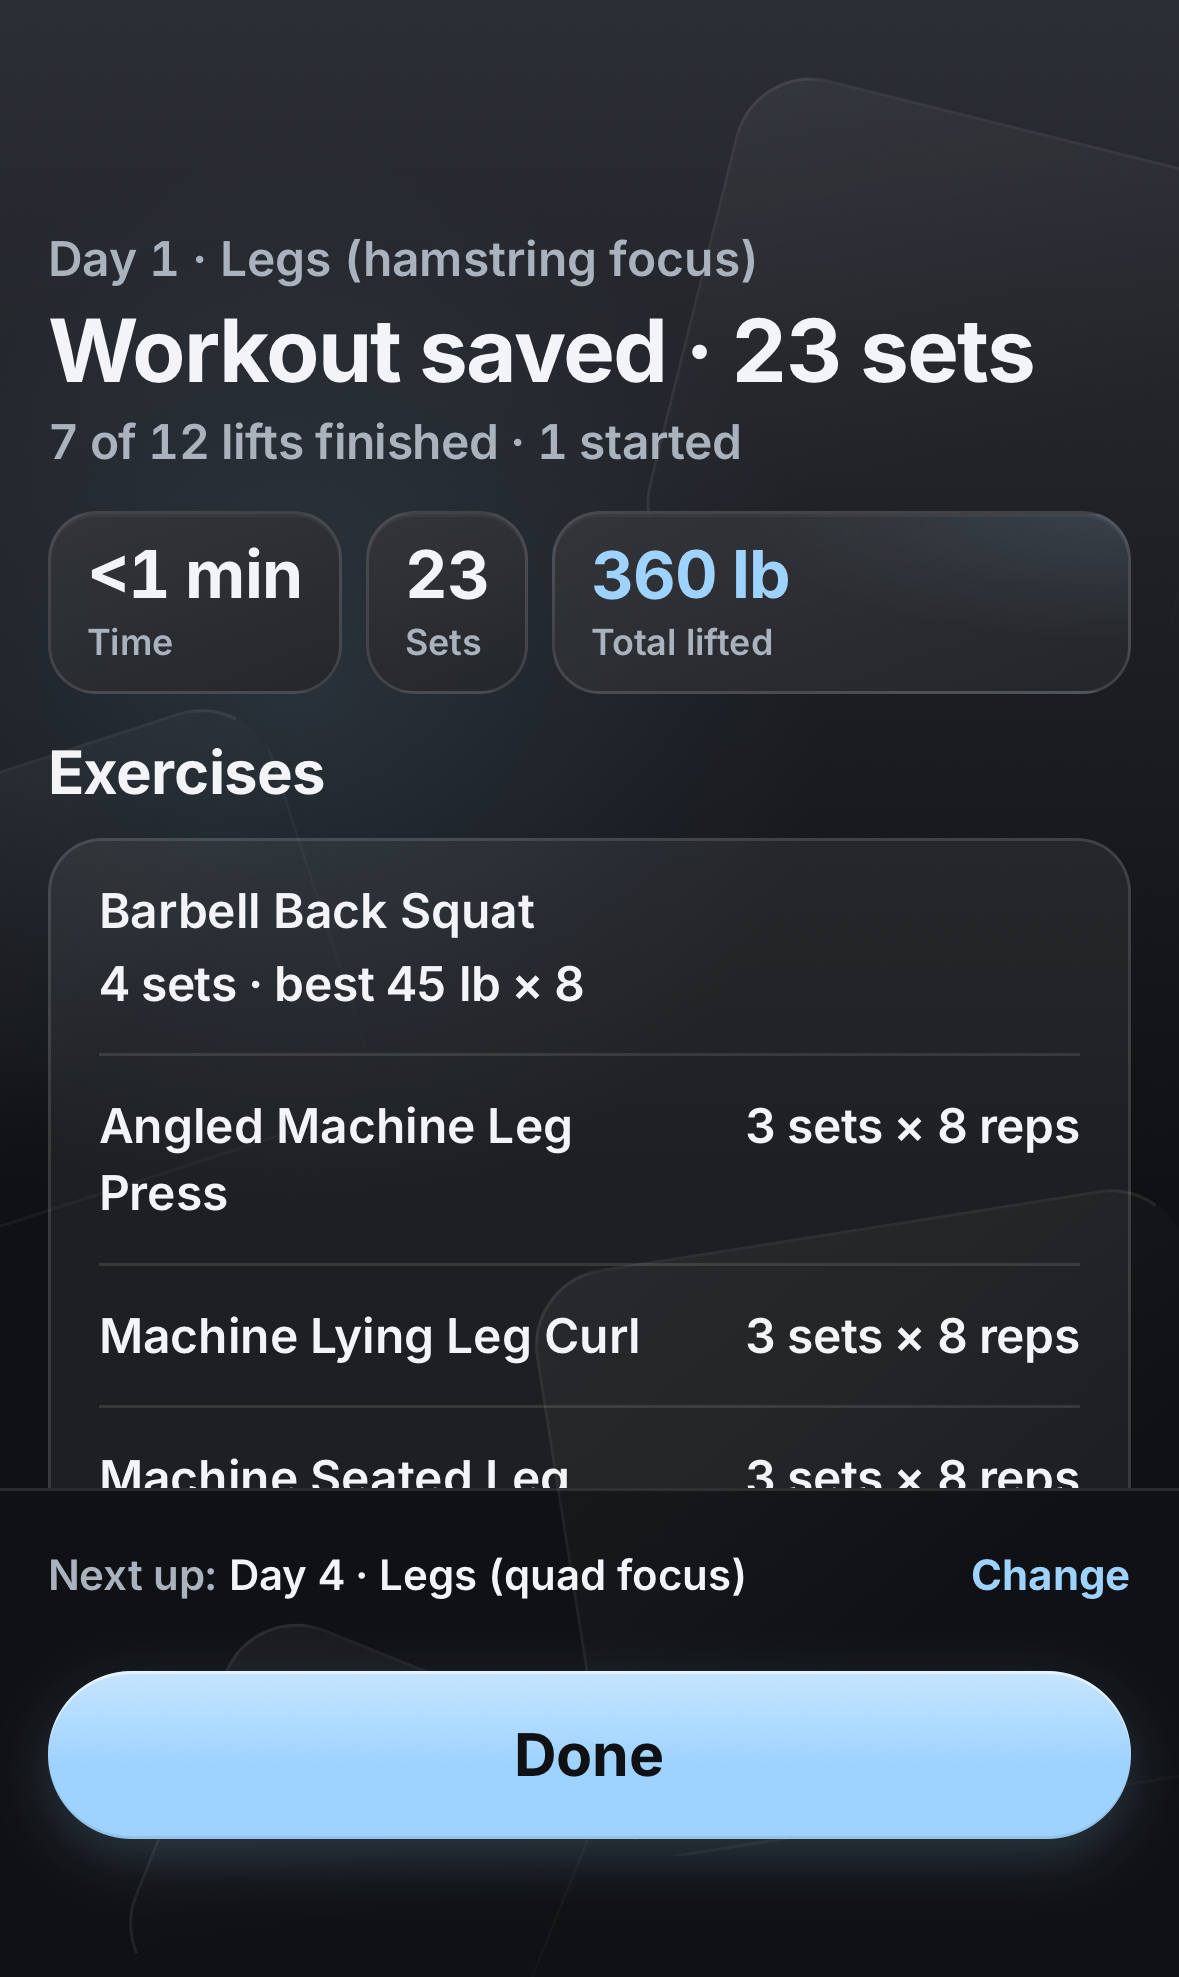 Day 1 · Legs (hamstring focus)
Workout saved · 23 sets
7 of 12 lifts finished · 1 started
<1 min
Time
23
Sets
360 lb
Total lifted
Exercises
Barbell Back Squat
4 sets · best 45 lb × 8
Angled Machine Leg Press
3 sets × 8 reps
Machine Lying Leg Curl
3 sets × 8 reps
Machine Seated Leg
3 sets × 8 reps
Next up: Day 4 · Legs (quad focus)
Change
Done